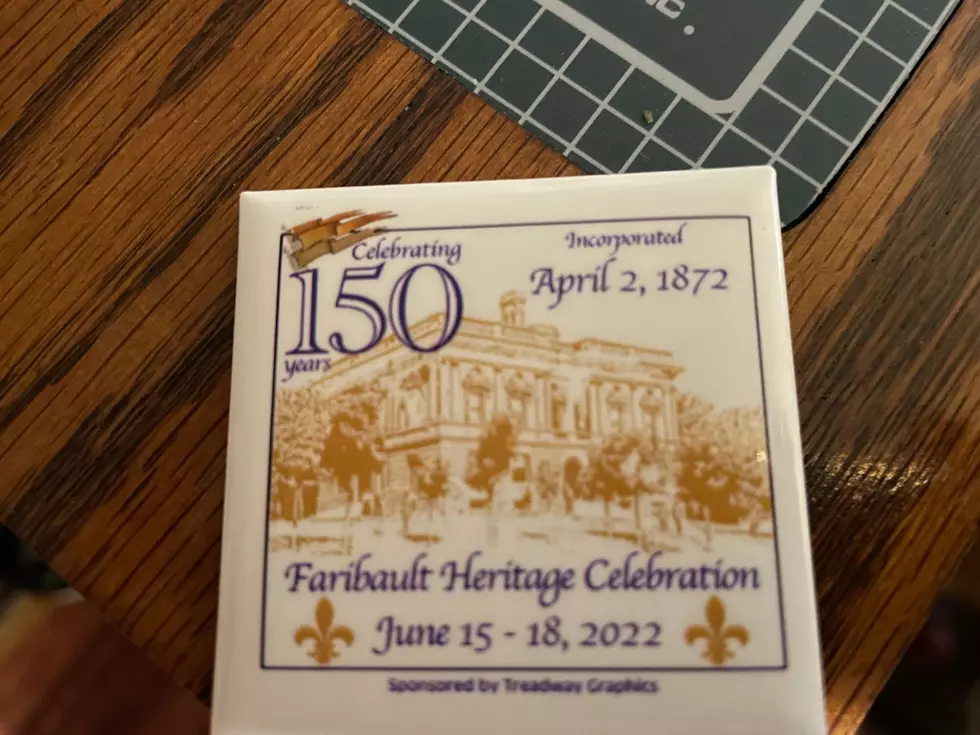 Celebrating
150
years
Incorporated
April 2, 1872
Faribault Heritage Celebration
June 15 - 18, 2022
Sponsored by Treadway Graphics